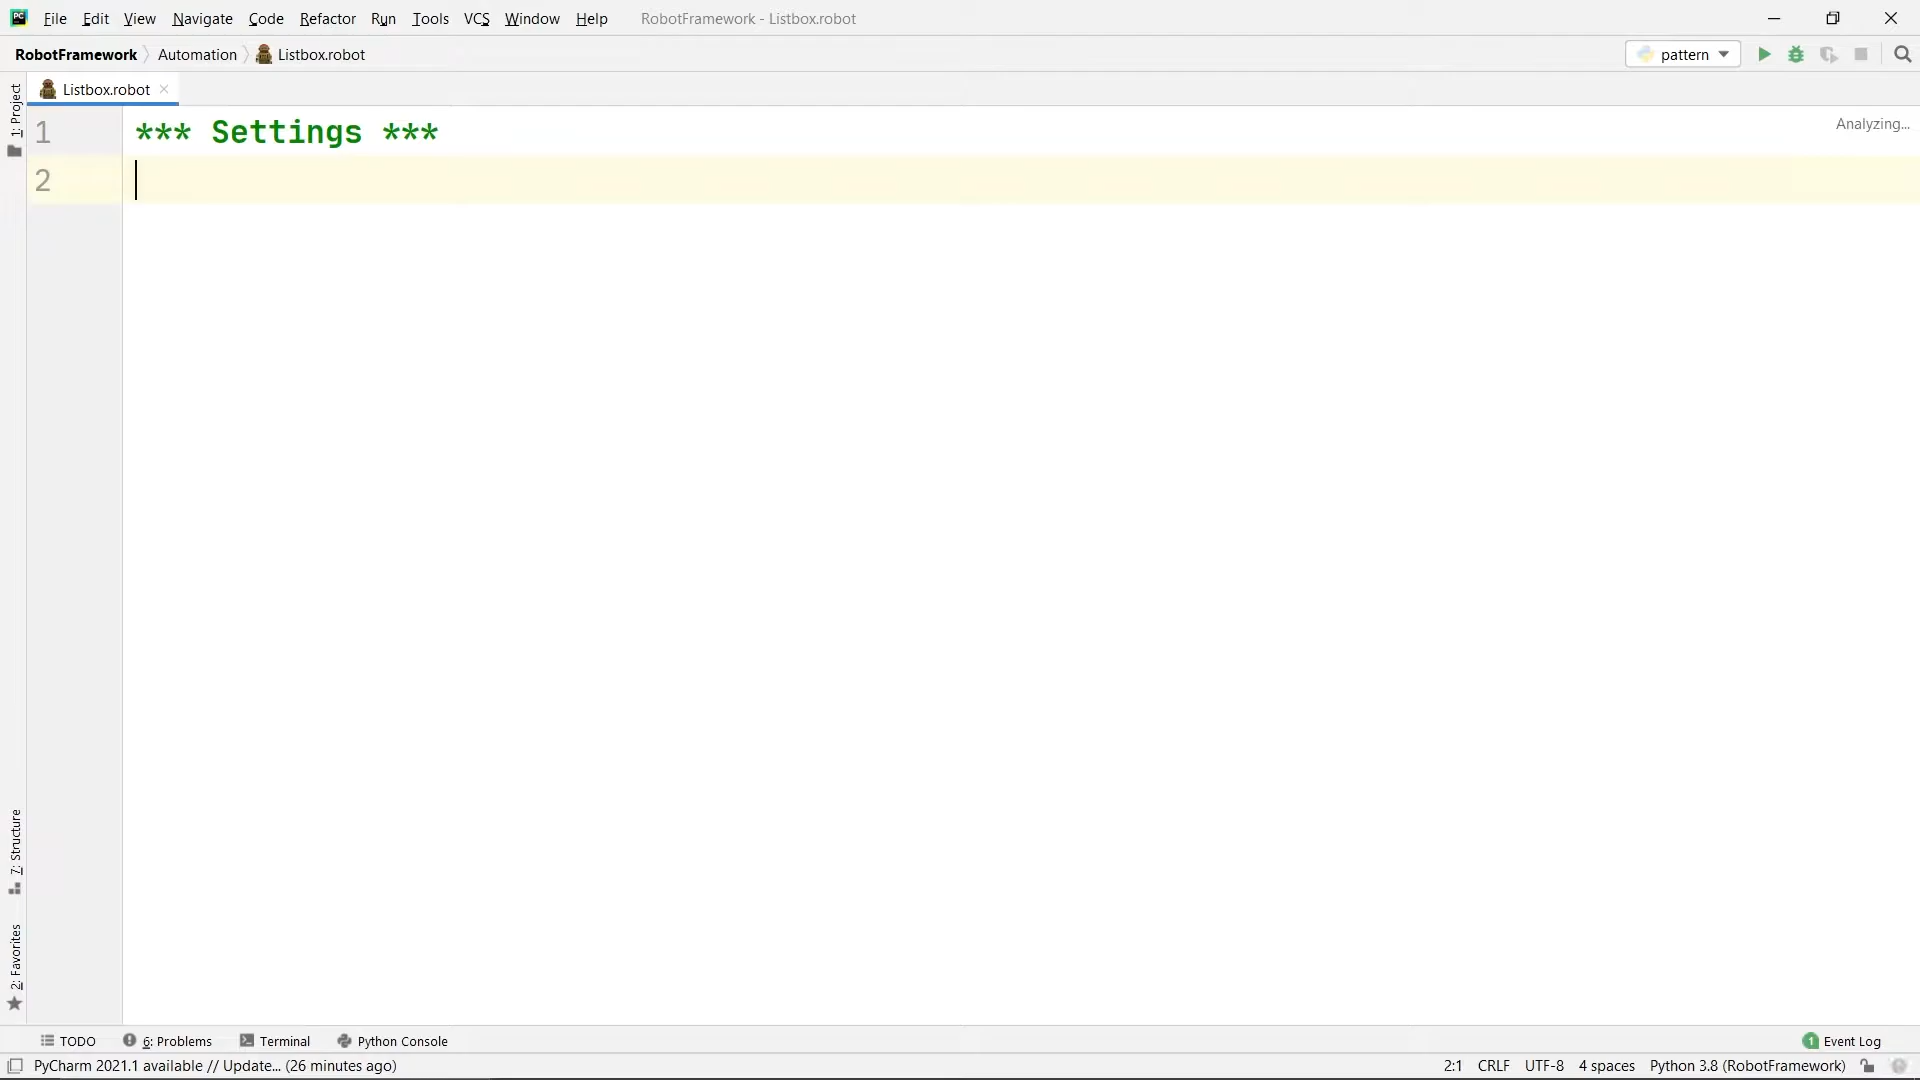 File Edit View Navigate Code Refactor Run Tools VCS Window Help RobotFramework - Listbox.robot
RobotFramework Automation Listbox.robot pattern
Listbox.robot
1: Project
1 *** Settings ***
Analyzing...
2
7: Structure
2: Favorites
TODO 6: Problems Terminal Python Console 1 Event Log
PyCharm 2021.1 available // Update... (26 minutes ago) 2:1 CRLF UTF-8 4 spaces Python 3.8 (RobotFramework)